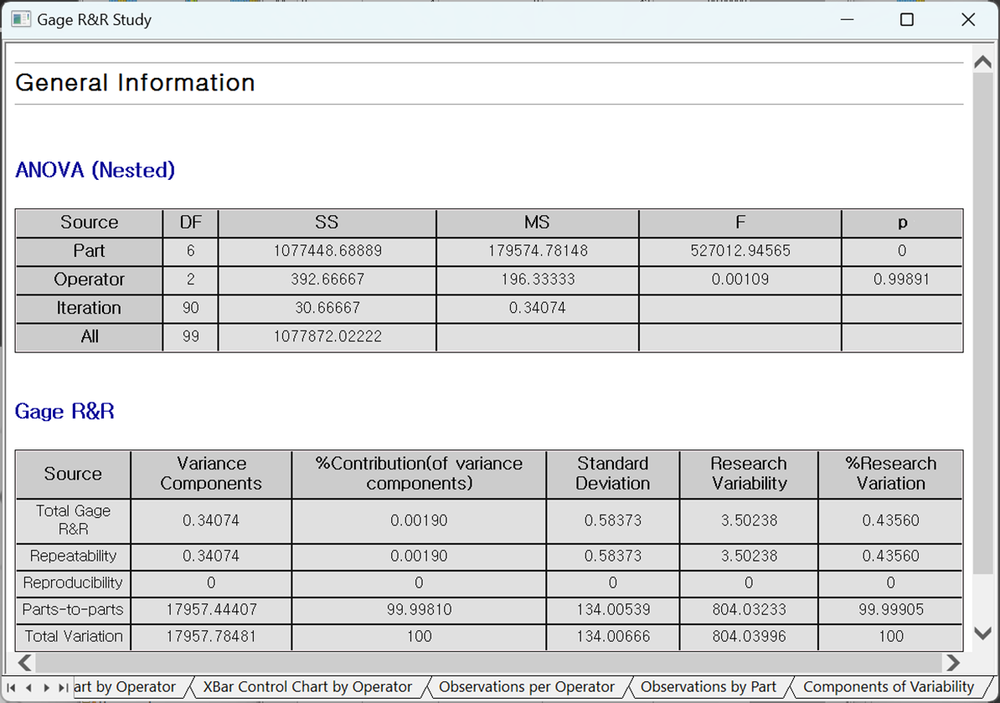 Gage R&R Study
General Information
ANOVA (Nested)
Source DF SS MS F p
Part 6 1077448.68889 179574.78148 527012.94565 0
Operator 2 392.66667 196.33333 0.00109 0.99891
Iteration 90 30.66667 0.34074
All 99 1077872.02222
Gage R&R
Source Variance Components %Contribution(of variance components) Standard Deviation Research Variability %Research Variation
Total Gage R&R 0.34074 0.00190 0.58373 3.50238 0.43560
Repeatability 0.34074 0.00190 0.58373 3.50238 0.43560
Reproducibility 0 0 0 0 0
Parts-to-parts 17957.44407 99.99810 134.00539 804.03233 99.99905
Total Variation 17957.78481 100 134.00666 804.03996 100
art by Operator XBar Control Chart by Operator Observations per Operator Observations by Part Components of Variability